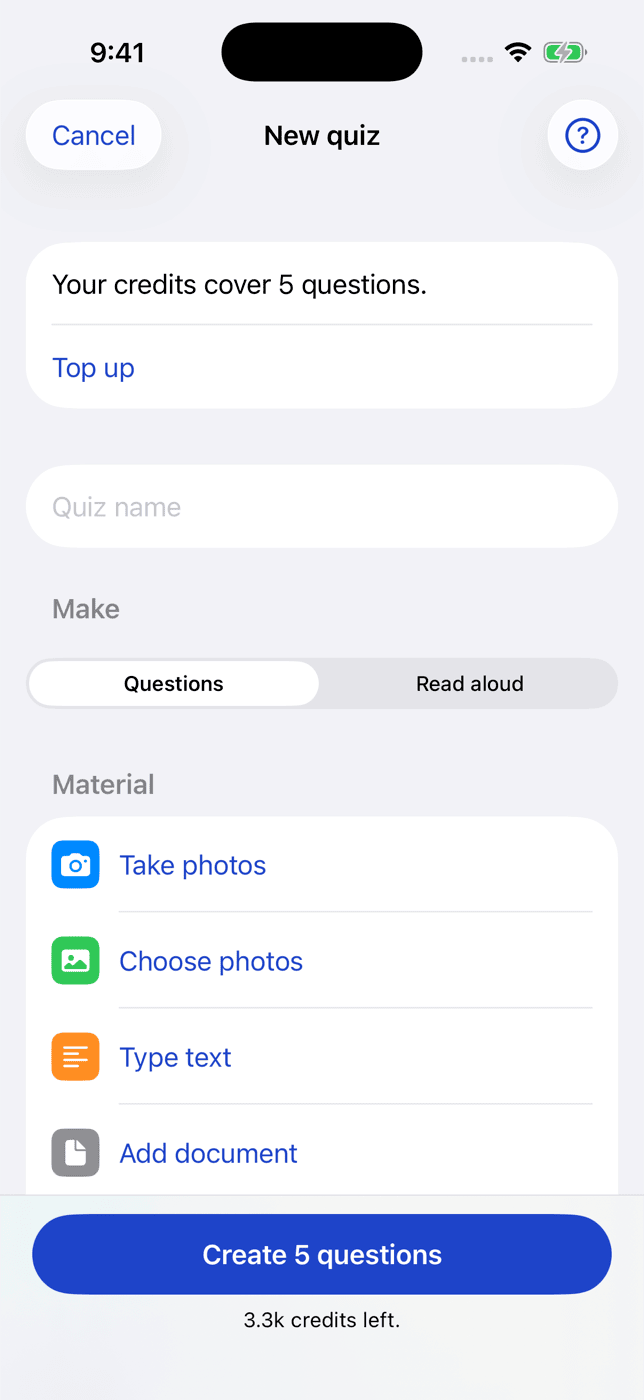 9:41
Cancel
New quiz
?
Your credits cover 5 questions.
Top up
Quiz name
Make
Questions
Read aloud
Material
Take photos
Choose photos
Type text
Add document
Create 5 questions
3.3k credits left.